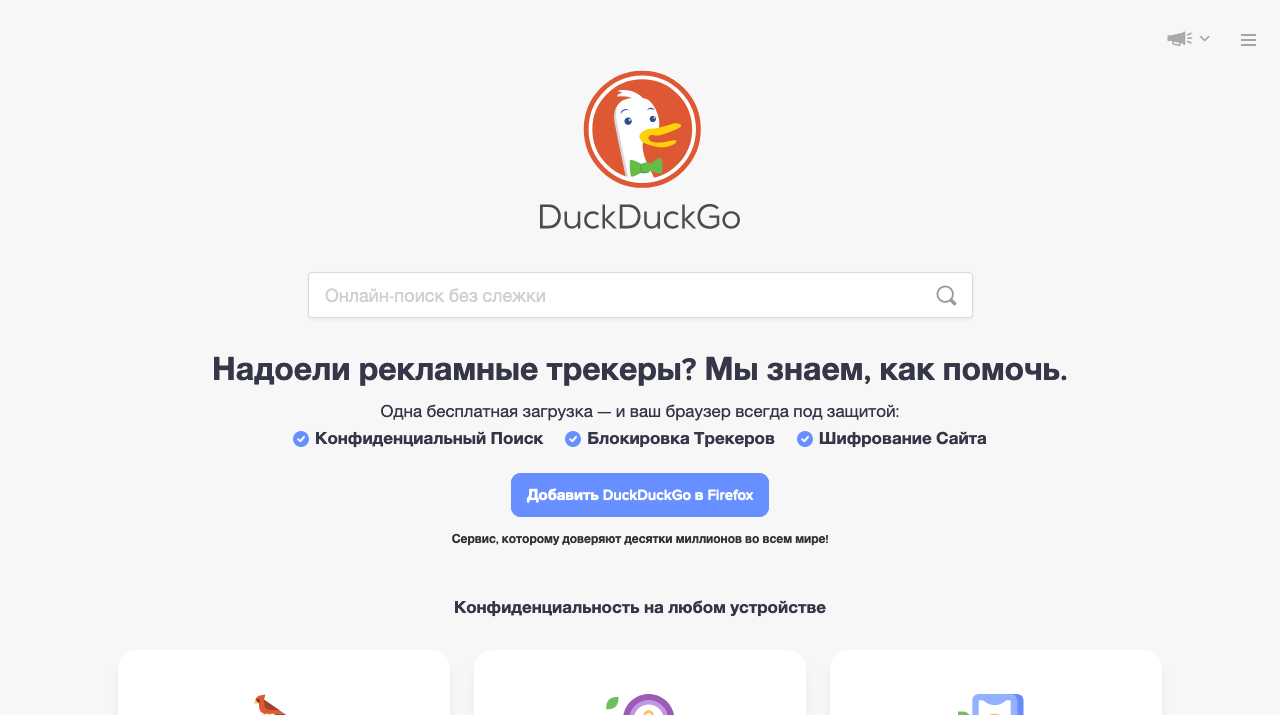 DuckDuckGo
Онлайн-поиск без слежки
Надоели рекламные трекеры? Мы знаем, как помочь.
Одна бесплатная загрузка — и ваш браузер всегда под защитой:
Конфиденциальный Поиск Блокировка Трекеров Шифрование Сайта
Добавить DuckDuckGo в Firefox
Сервис, которому доверяют десятки миллионов во всем мире!
Конфиденциальность на любом устройстве